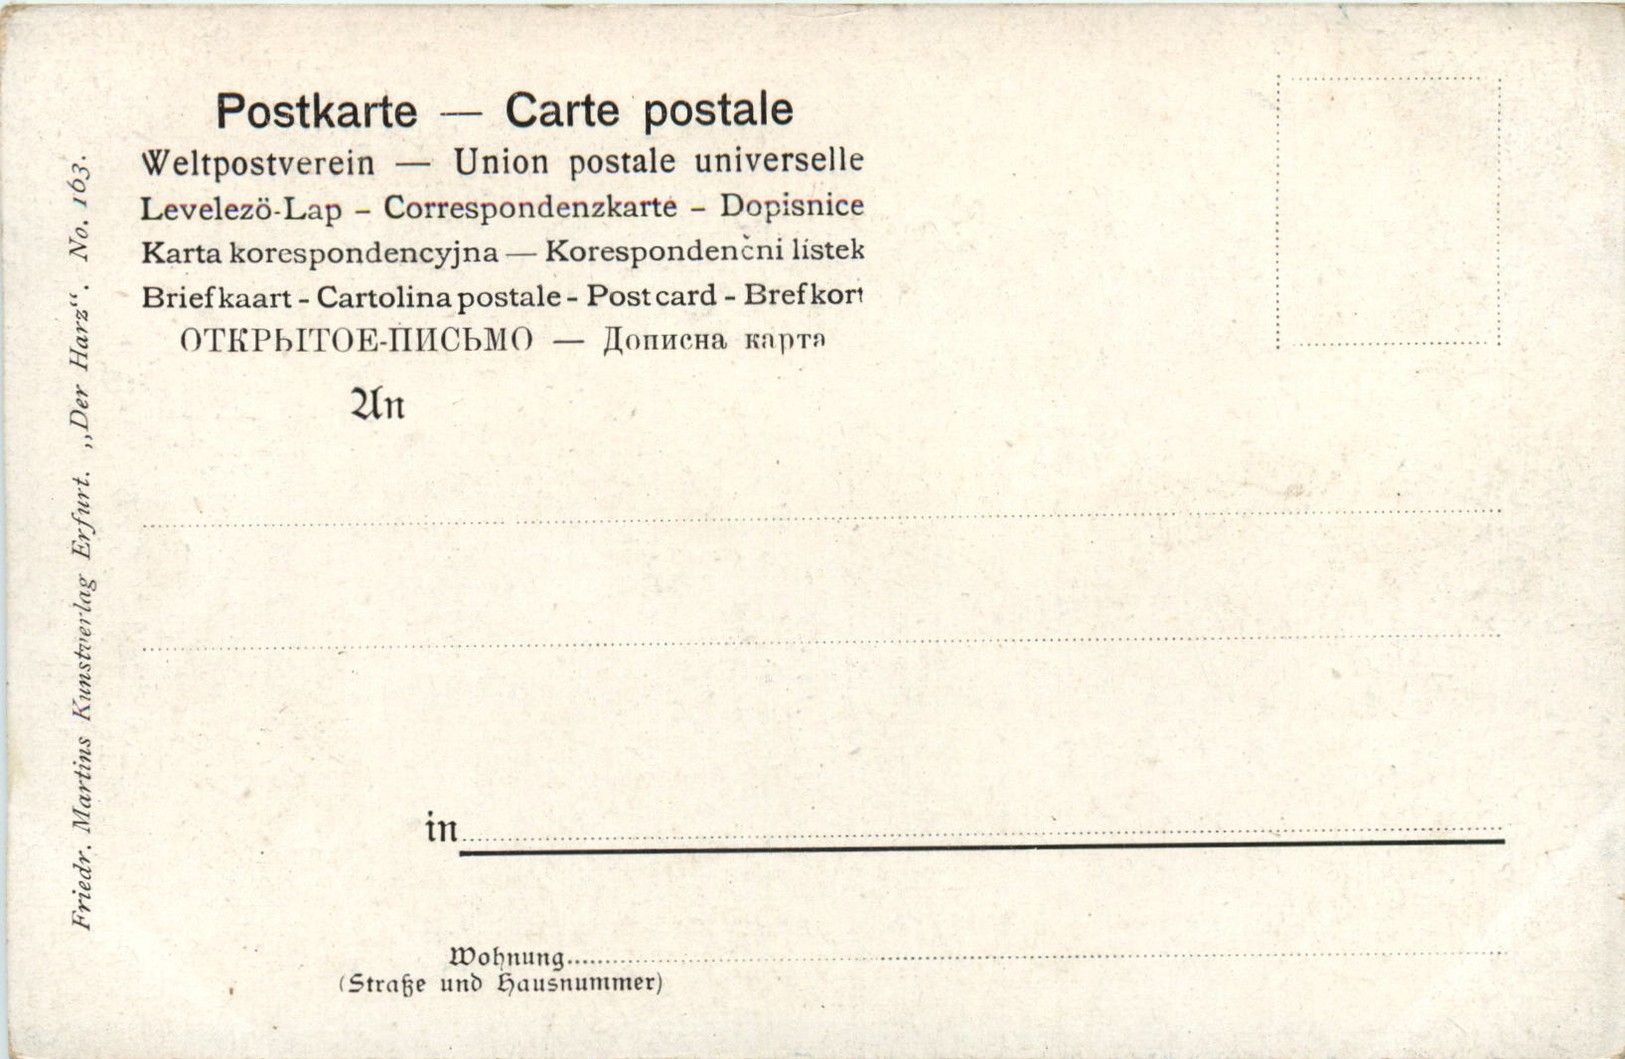 Postkarte — Carte postale
Weltpostverein — Union postale universelle
Levelezö-Lap – Correspondenzkarte – Dopisnice
Karta korespondencyjna — Korespondenčni listek
Briefkaart - Cartolina postale - Post card - Brefkort
ОТКРЫТОЕ-ПИСЬМО — Дописна карта
An
in
Wohnung
(Straße und Hausnummer)
Friedr. Martins Kunstverlag Erfurt. „Der Harz“. No. 163.